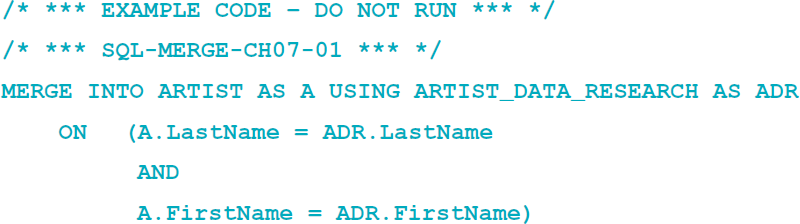 /* *** EXAMPLE CODE – DO NOT RUN *** */
/* *** SQL-MERGE-CH07-01 *** */
MERGE INTO ARTIST AS A USING ARTIST_DATA_RESEARCH AS ADR
ON (A.LastName = ADR.LastName
AND
A.FirstName = ADR.FirstName)